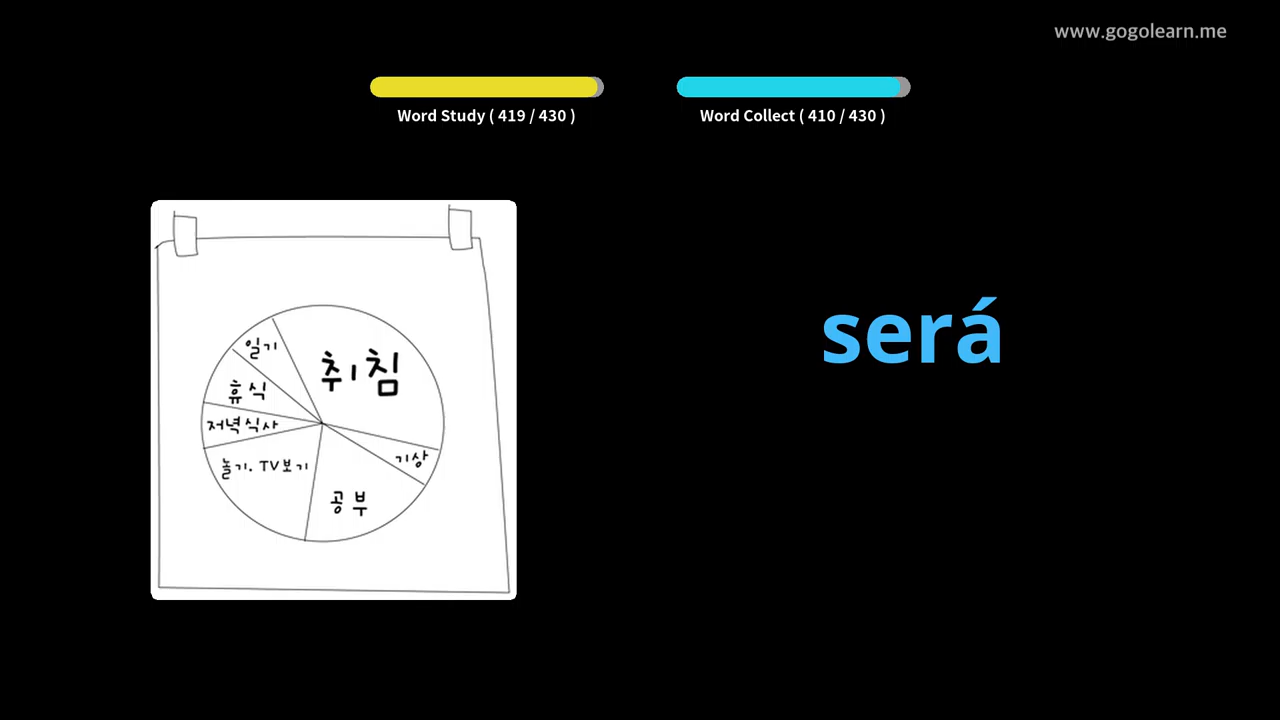 www.gogolearn.me
Word Study ( 419 / 430 )
Word Collect ( 410 / 430 )
일기
취침
휴식
저녁식사
놀기. TV보기
기상
공부
será